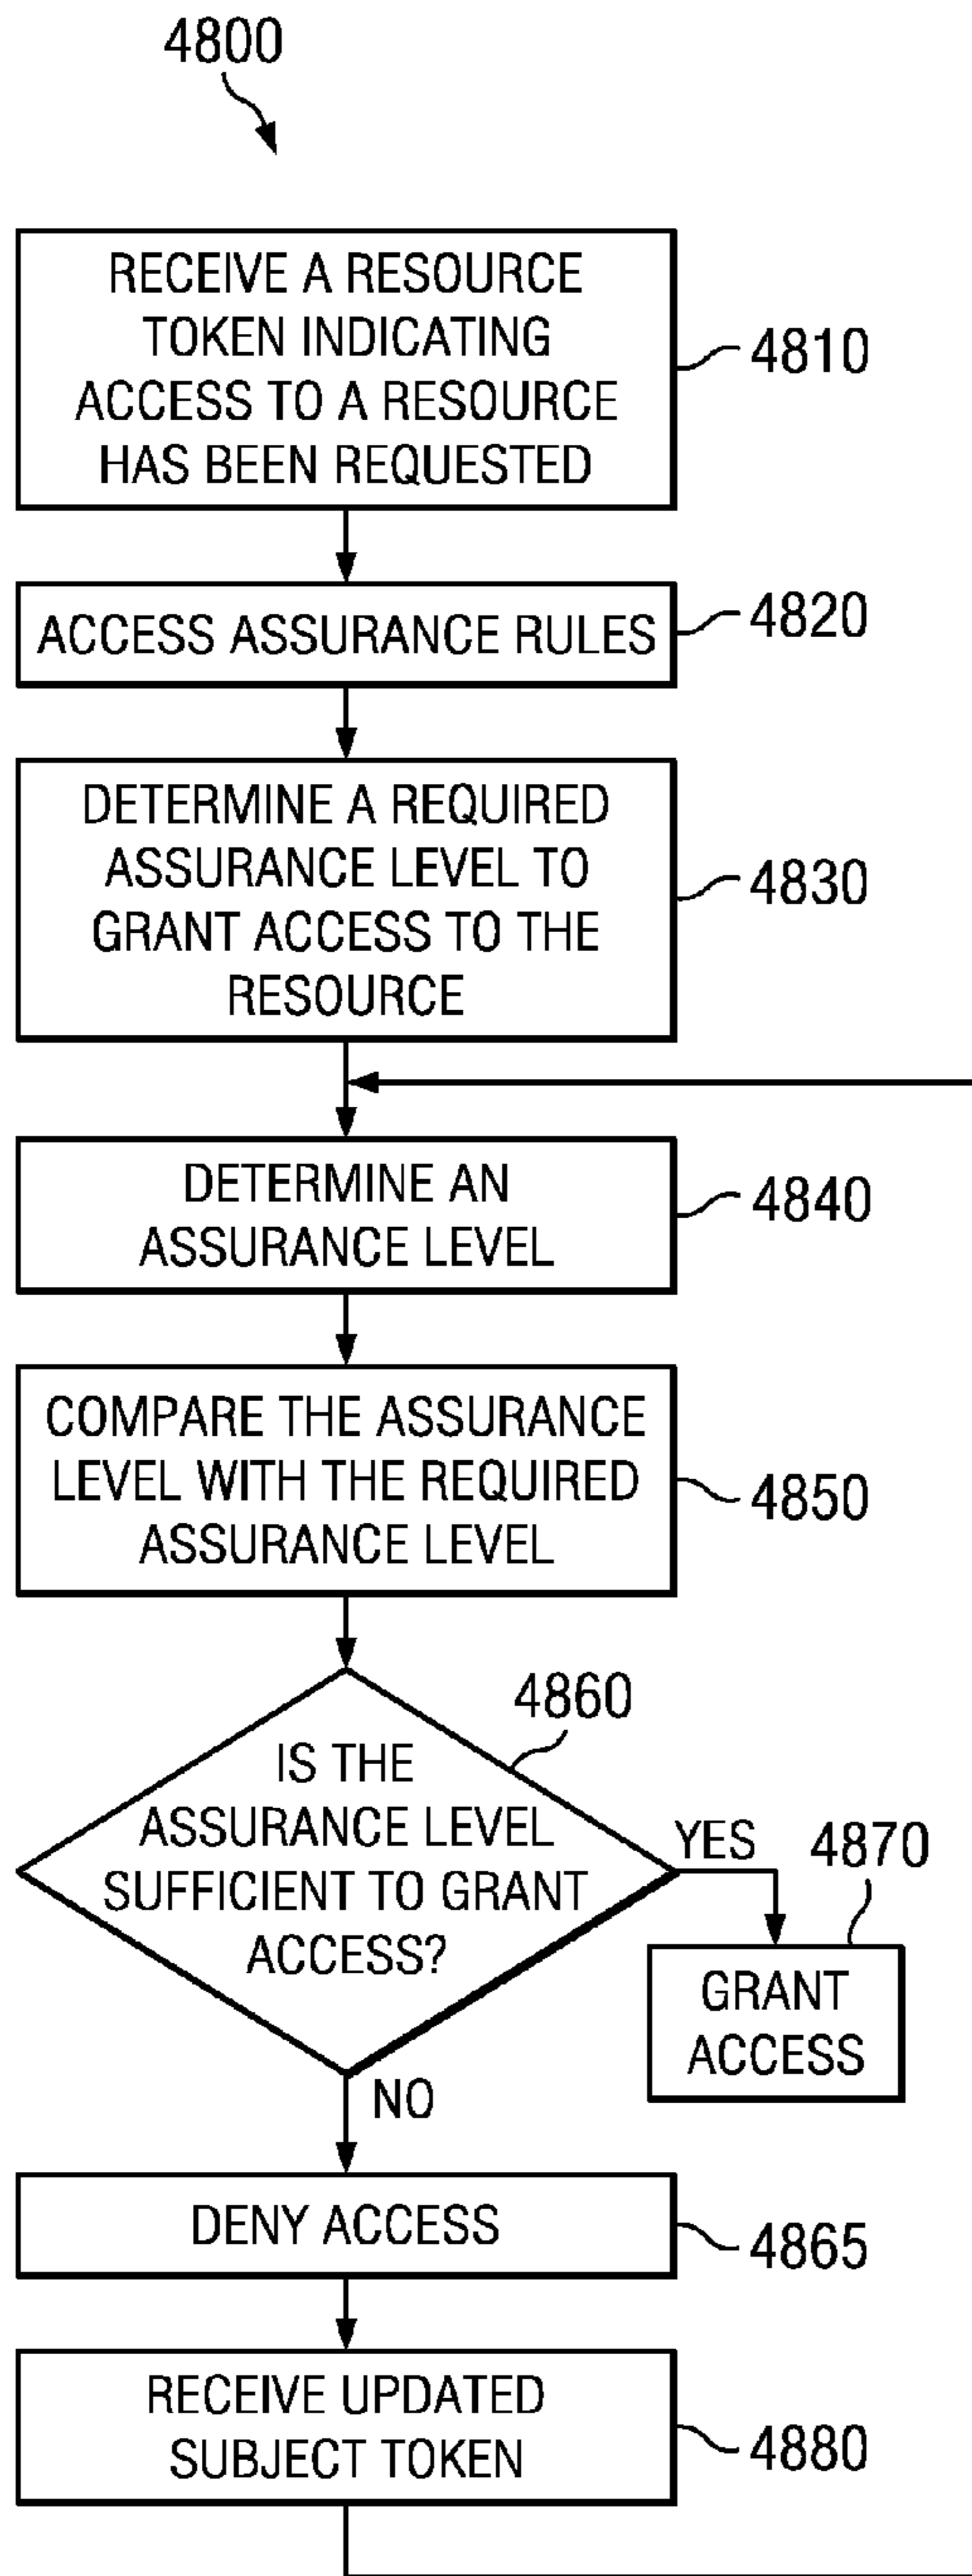 4800
RECEIVE A RESOURCE
TOKEN INDICATING
ACCESS TO A RESOURCE
HAS BEEN REQUESTED
4810
ACCESS ASSURANCE RULES
4820
DETERMINE A REQUIRED
ASSURANCE LEVEL TO
GRANT ACCESS TO THE
RESOURCE
4830
DETERMINE AN
ASSURANCE LEVEL
4840
COMPARE THE ASSURANCE
LEVEL WITH THE REQUIRED
ASSURANCE LEVEL
4850
4860
IS THE
ASSURANCE LEVEL
SUFFICIENT TO GRANT
ACCESS?
YES
4870
GRANT
ACCESS
NO
DENY ACCESS
4865
RECEIVE UPDATED
SUBJECT TOKEN
4880